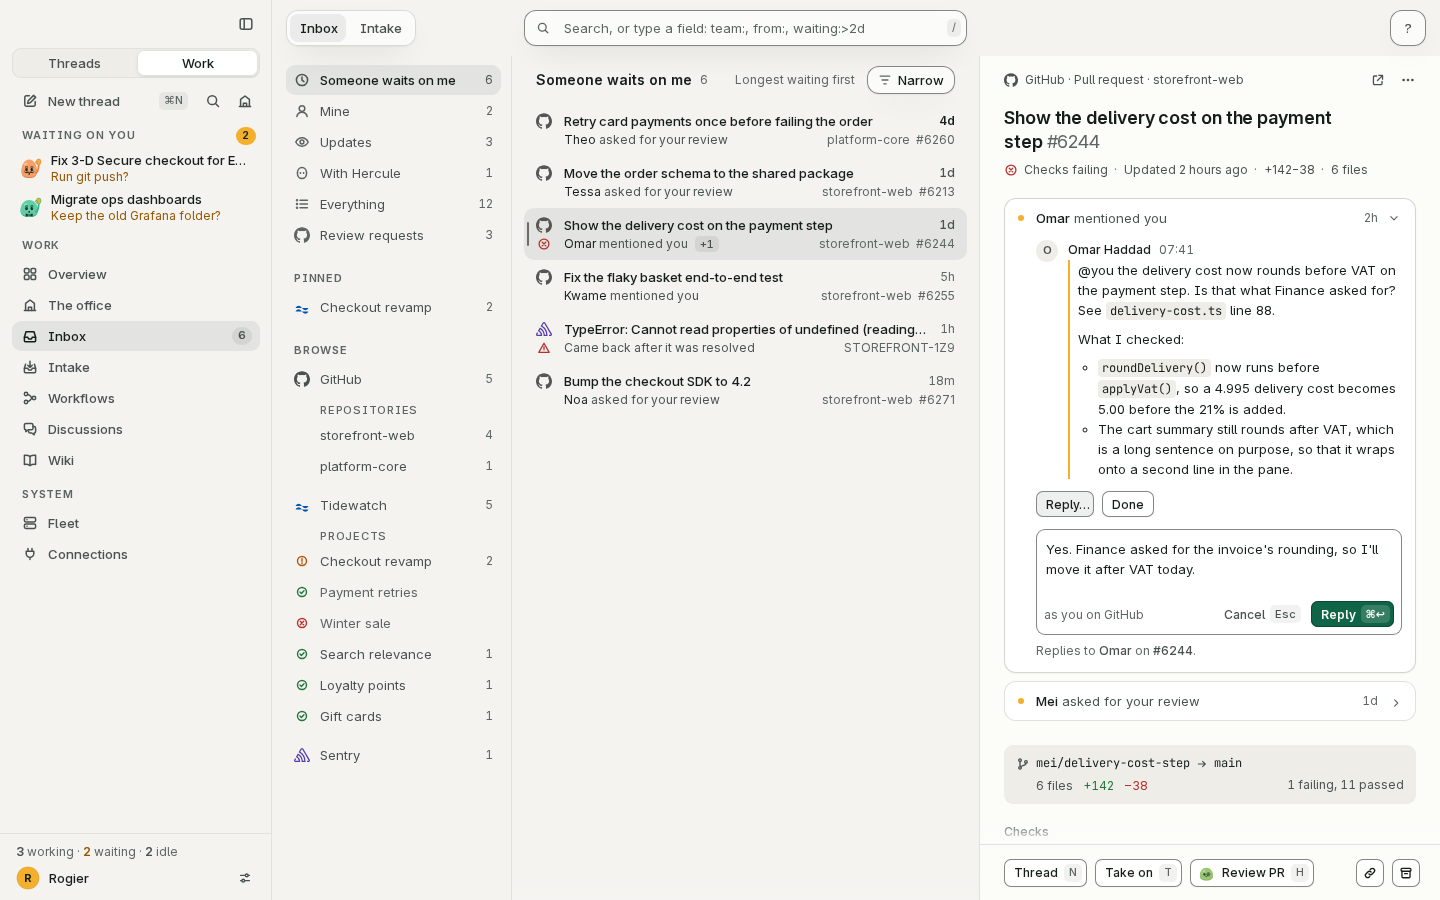 Threads
Work
New thread
⌘N
WAITING ON YOU
2
Fix 3-D Secure checkout for E…
Run git push?
Migrate ops dashboards
Keep the old Grafana folder?
WORK
Overview
The office
Inbox
6
Intake
Workflows
Discussions
Wiki
SYSTEM
Fleet
Connections
3 working · 2 waiting · 2 idle
R
Rogier
Inbox
Intake
Someone waits on me 6
Mine 2
Updates 3
With Hercule 1
Everything 12
Review requests 3
PINNED
Checkout revamp 2
BROWSE
GitHub 5
REPOSITORIES
storefront-web 4
platform-core 1
Tidewatch 5
PROJECTS
Checkout revamp 2
Payment retries
Winter sale
Search relevance 1
Loyalty points 1
Gift cards 1
Sentry 1
Search, or type a field: team:, from:, waiting:>2d /
?
Someone waits on me 6 Longest waiting first Narrow
Retry card payments once before failing the order 4d
Theo asked for your review platform-core #6260
Move the order schema to the shared package 1d
Tessa asked for your review storefront-web #6213
Show the delivery cost on the payment step 1d
Omar mentioned you +1 storefront-web #6244
Fix the flaky basket end-to-end test 5h
Kwame mentioned you storefront-web #6255
TypeError: Cannot read properties of undefined (reading… 1h
Came back after it was resolved STOREFRONT-1Z9
Bump the checkout SDK to 4.2 18m
Noa asked for your review storefront-web #6271
GitHub · Pull request · storefront-web
Show the delivery cost on the payment
step #6244
Checks failing · Updated 2 hours ago · +142−38 · 6 files
Omar mentioned you 2h
O
Omar Haddad 07:41
@you the delivery cost now rounds before VAT on
the payment step. Is that what Finance asked for?
See delivery-cost.ts line 88.
What I checked:
roundDelivery() now runs before
applyVat(), so a 4.995 delivery cost becomes
5.00 before the 21% is added.
The cart summary still rounds after VAT, which
is a long sentence on purpose, so that it wraps
onto a second line in the pane.
Reply… Done
Yes. Finance asked for the invoice's rounding, so I'll
move it after VAT today.
as you on GitHub Cancel Esc Reply ⌘↩
Replies to Omar on #6244.
Mei asked for your review 1d
mei/delivery-cost-step → main
6 files +142 −38 1 failing, 11 passed
Checks
Thread N Take on T Review PR H